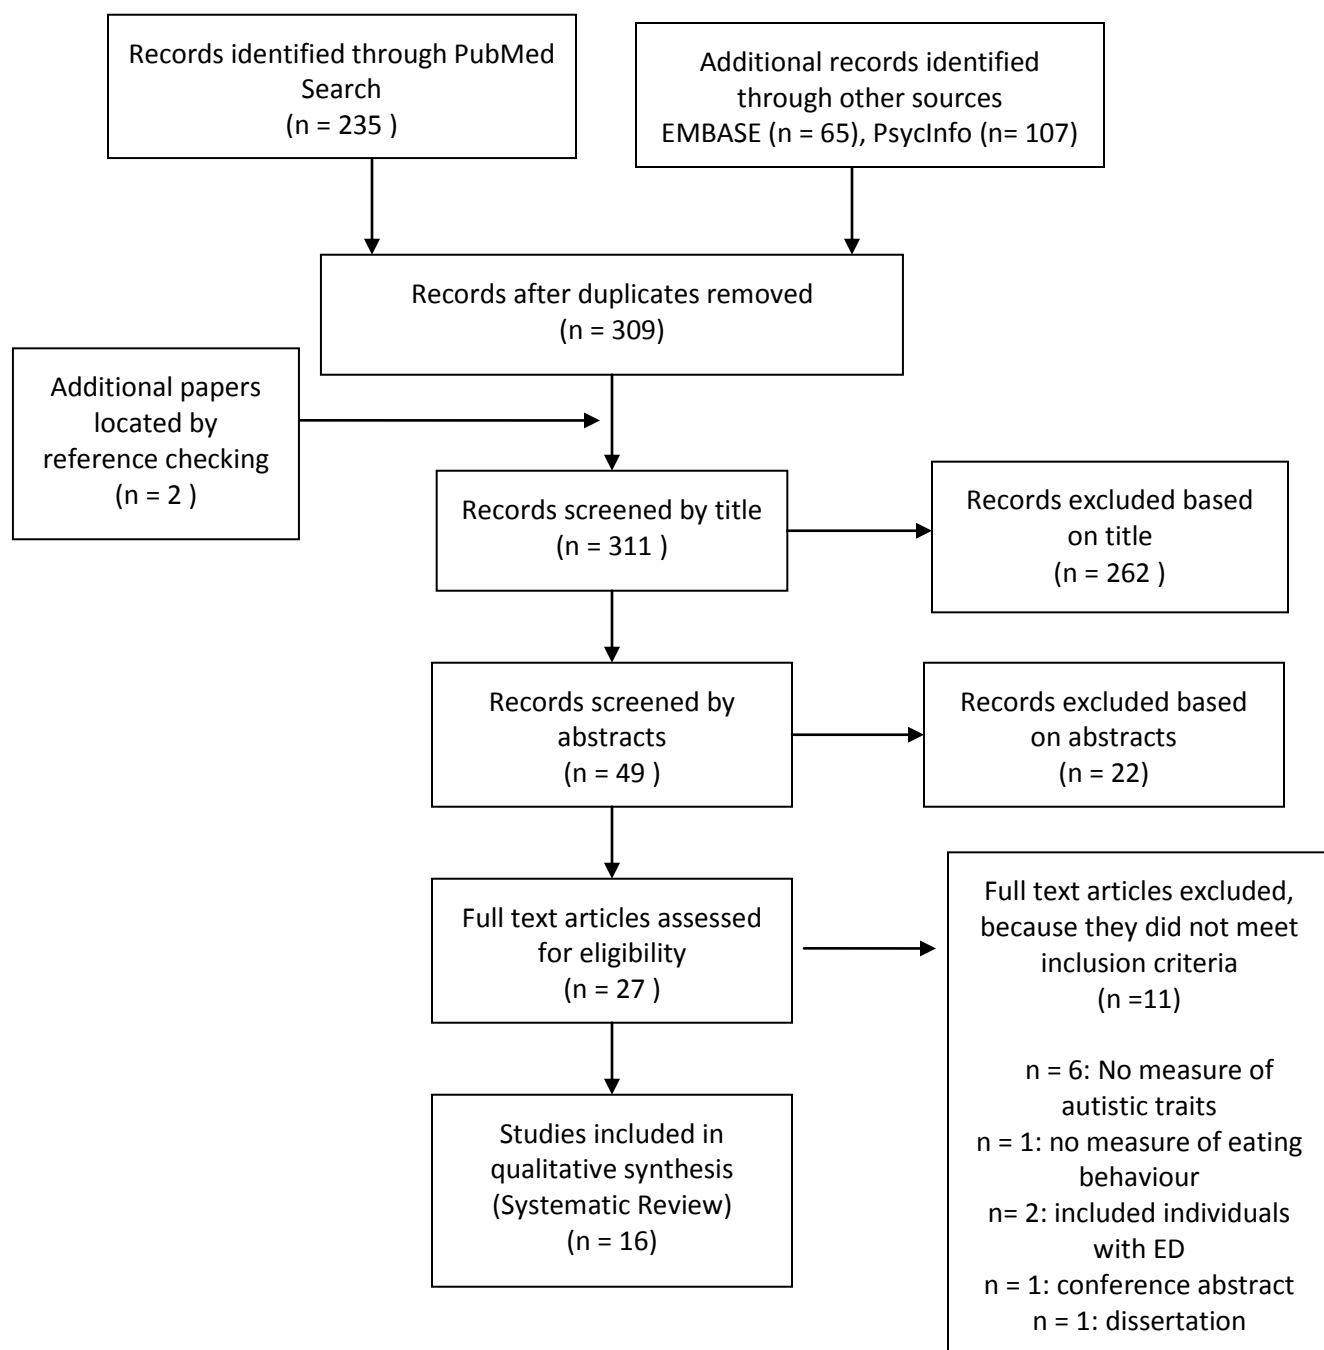 Records identified through PubMed
Search
(n = 235 )
Additional records identified
through other sources
EMBASE (n = 65), PsycInfo (n= 107)
Records after duplicates removed
(n = 309)
Additional papers
located by
reference checking
(n = 2 )
Records screened by title
(n = 311 )
Records excluded based
on title
(n = 262 )
Records screened by
abstracts
(n = 49 )
Records excluded based
on abstracts
(n = 22)
Full text articles assessed
for eligibility
(n = 27 )
Full text articles excluded,
because they did not meet
inclusion criteria
(n =11)
n = 6: No measure of
autistic traits
n = 1: no measure of eating
behaviour
n= 2: included individuals
with ED
n = 1: conference abstract
n = 1: dissertation
Studies included in
qualitative synthesis
(Systematic Review)
(n = 16)